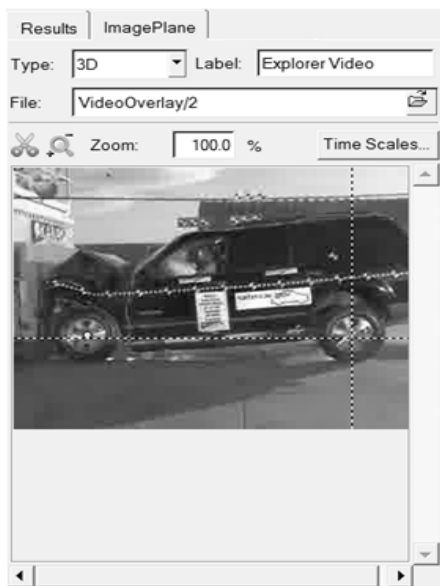 Results ImagePlane
Type: 3D Label: Explorer Video
File: VideoOverlay/2
Zoom: 100.0 % Time Scales...